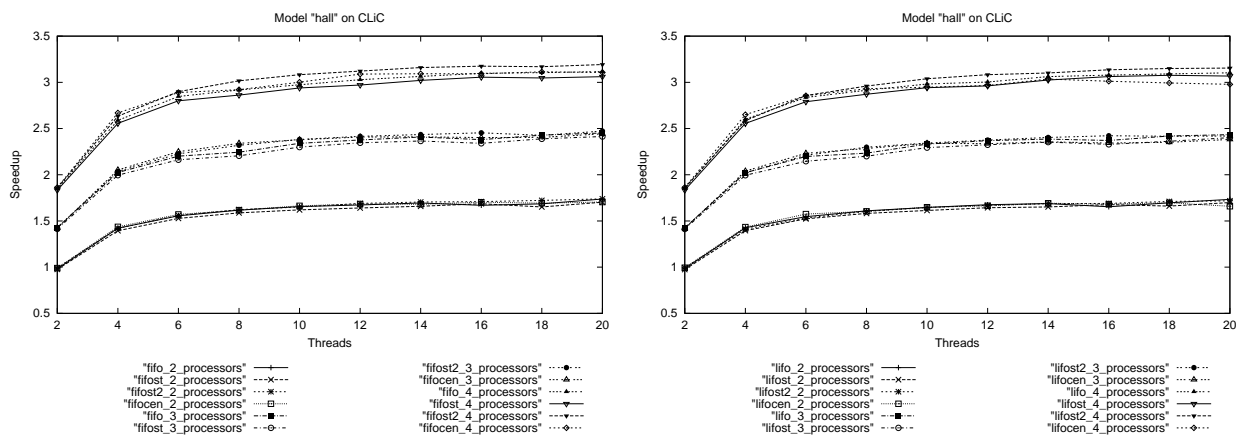 Model "hall" on CLiC
3.5
3
2.5
2
1.5
1
0.5
Speedup
2 4 6 8 10 12 14 16 18 20
Threads
"fifo_2_processors"
"fifost_2_processors"
"fifost2_2_processors"
"fifocen_2_processors"
"fifo_3_processors"
"fifost_3_processors"
"fifost2_3_processors"
"fifocen_3_processors"
"fifo_4_processors"
"fifost_4_processors"
"fifost2_4_processors"
"fifocen_4_processors"
Model "hall" on CLiC
3.5
3
2.5
2
1.5
1
0.5
Speedup
2 4 6 8 10 12 14 16 18 20
Threads
"lifo_2_processors"
"lifost_2_processors"
"lifost2_2_processors"
"lifocen_2_processors"
"lifo_3_processors"
"lifost_3_processors"
"lifost2_3_processors"
"lifocen_3_processors"
"lifo_4_processors"
"lifost_4_processors"
"lifost2_4_processors"
"lifocen_4_processors"